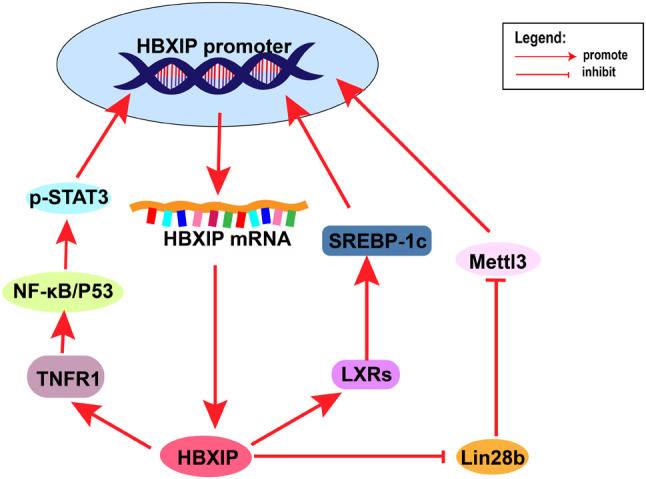 HBXIP promoter
Legend:
promote
inhibit
p-STAT3
HBXIP mRNA
SREBP-1c
Mettl3
NF-κB/P53
TNFR1
LXRs
HBXIP
Lin28b